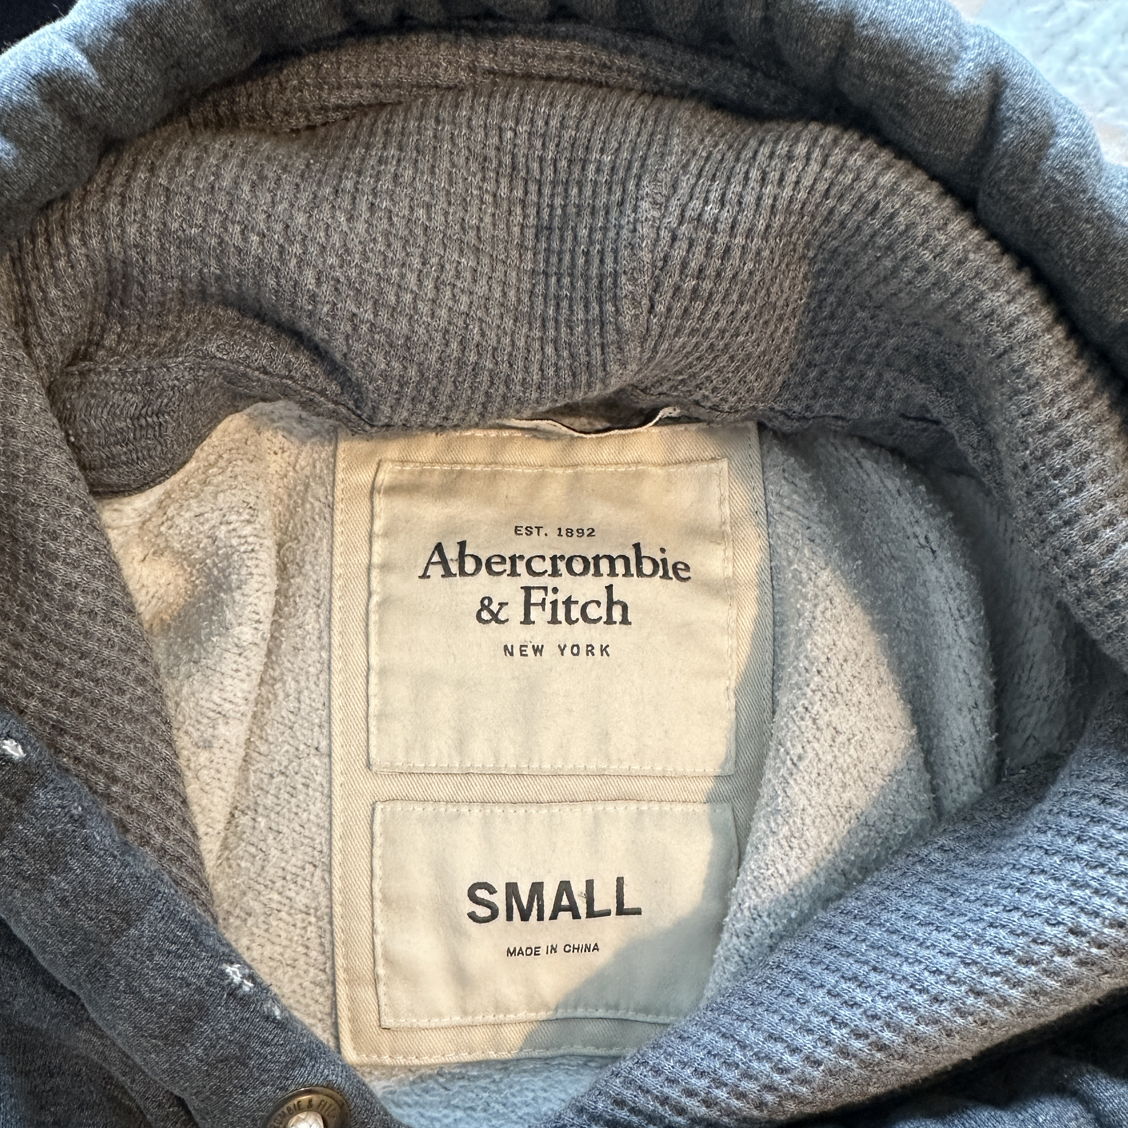 EST. 1892
Abercrombie
& Fitch
NEW YORK
SMALL
MADE IN CHINA